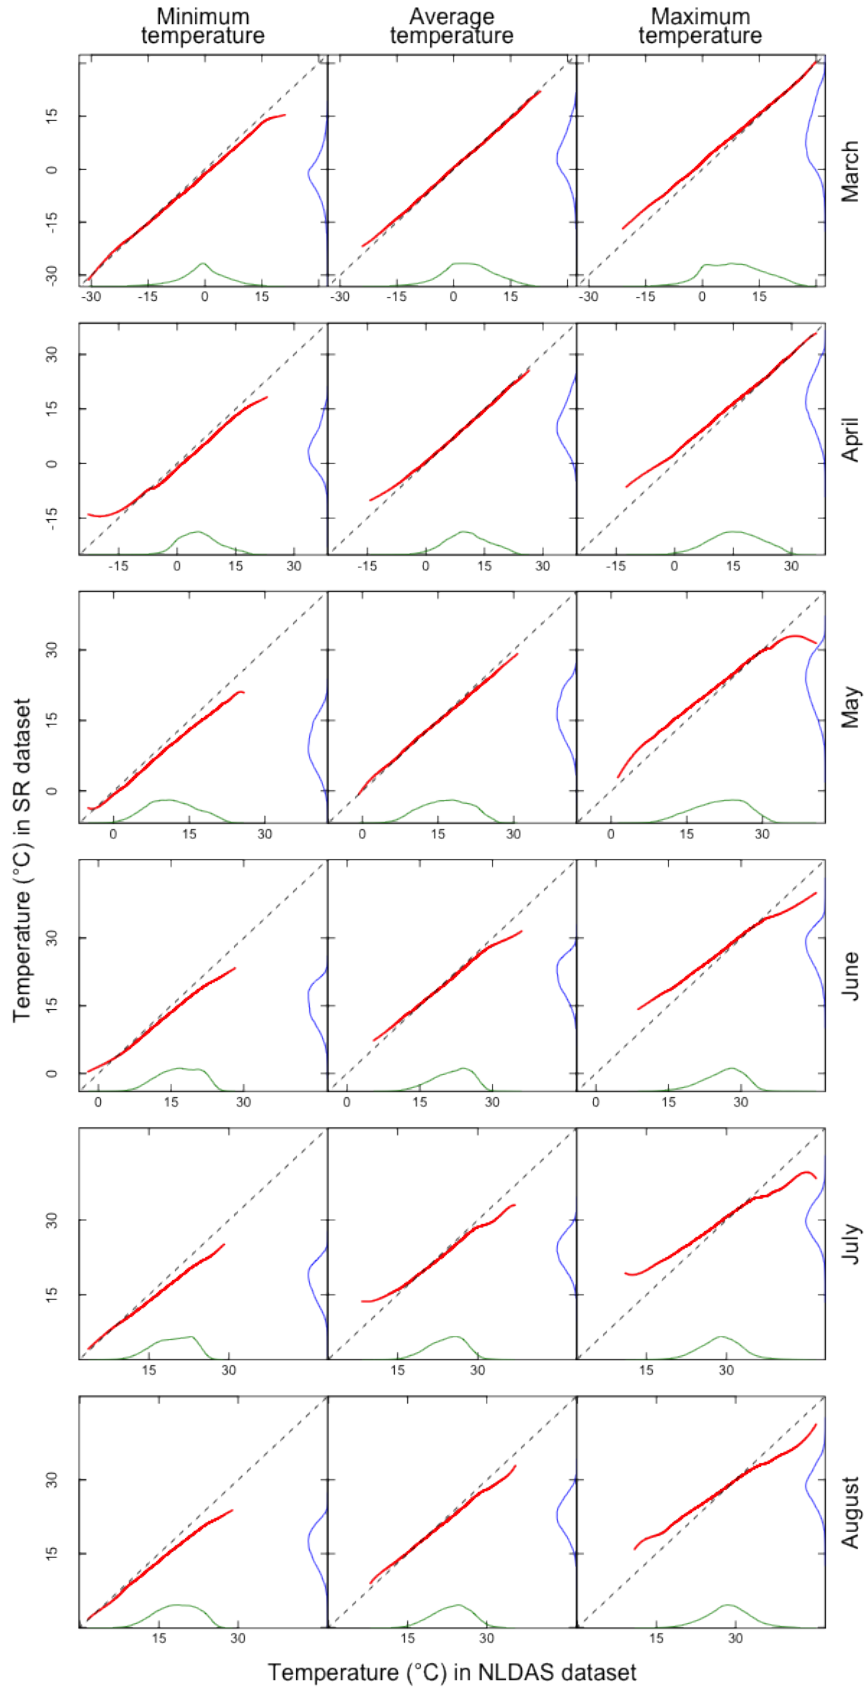 Minimum temperature
Average temperature
Maximum temperature
15
0
-15
-30
-30 -15 0 15
-30 -15 0 15
-30 -15 0 15
March
30
15
0
-15
-15 0 15 30
-15 0 15 30
-15 0 15 30
April
30
15
0
0 15 30
0 15 30
0 15 30
May
Temperature (°C) in SR dataset
30
15
0
0 15 30
0 15 30
0 15 30
June
30
15
15 30
15 30
15 30
July
30
15
15 30
15 30
15 30
August
Temperature (°C) in NLDAS dataset